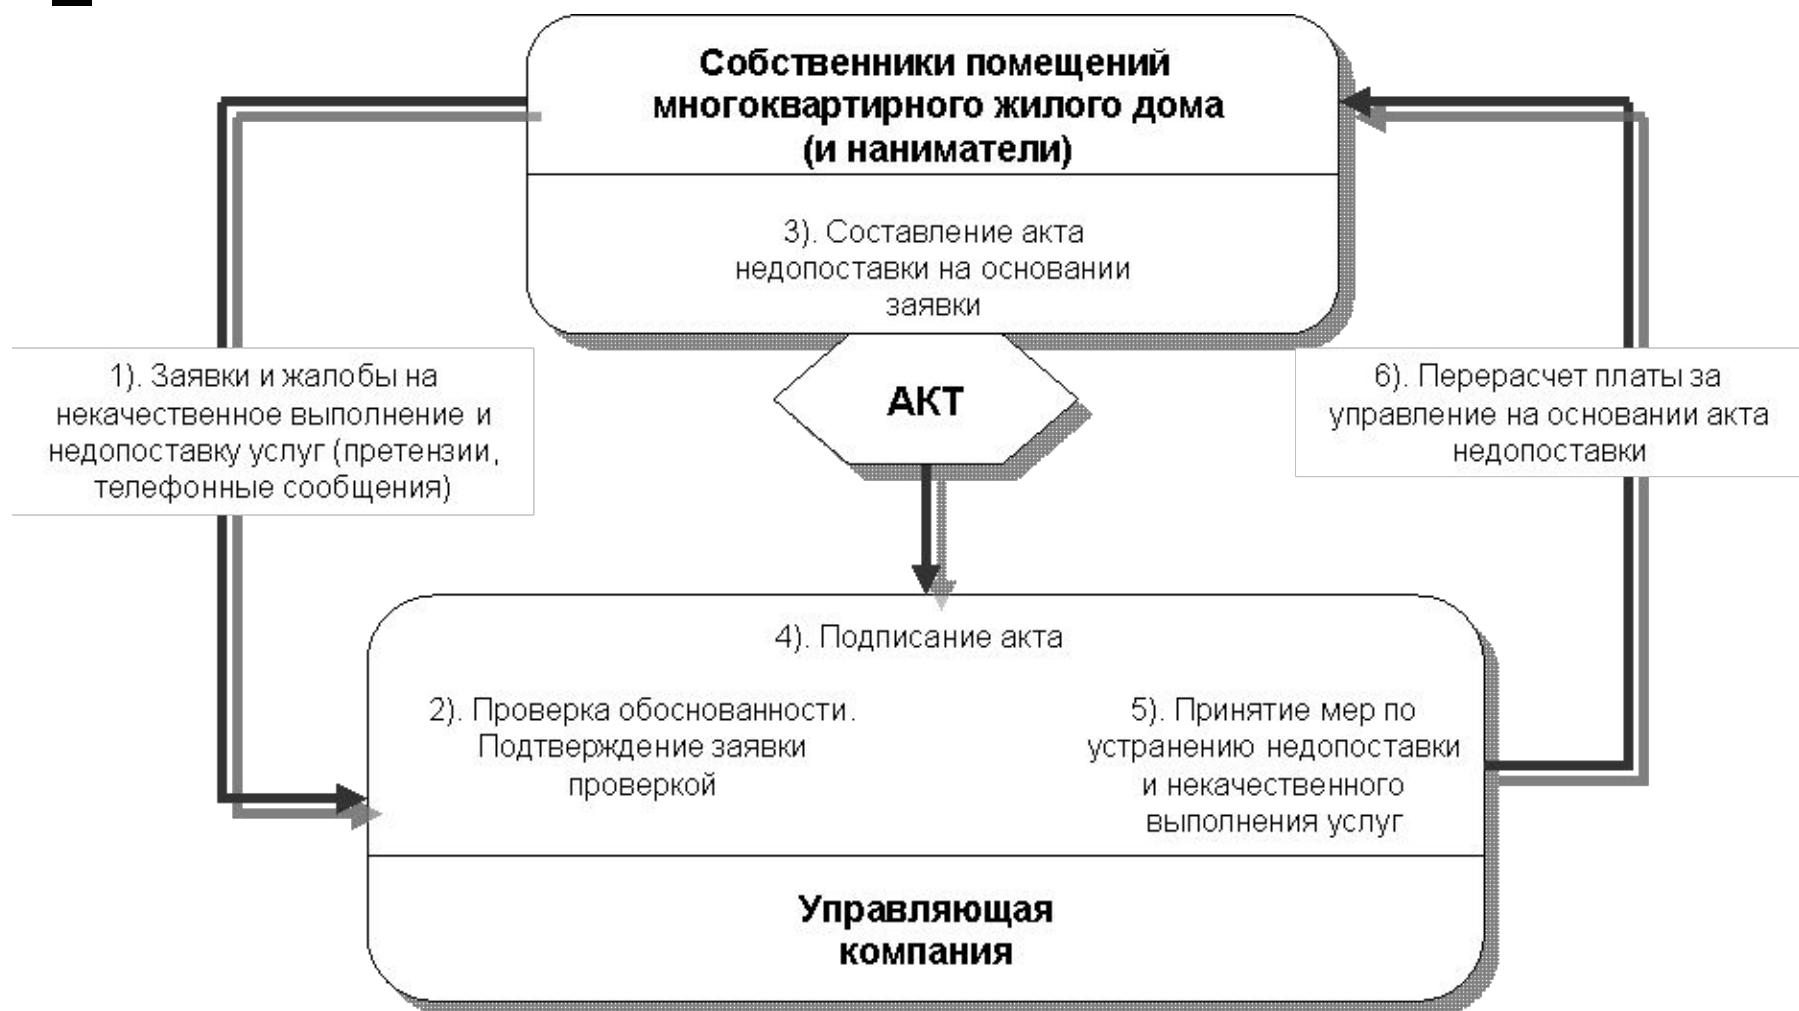 Собственники помещений
многоквартирного жилого дома
(и наниматели)
3). Составление акта
недопоставки на основании
заявки
1). Заявки и жалобы на
некачественное выполнение и
недопоставку услуг (претензии,
телефонные сообщения)
АКТ
6). Перерасчет платы за
управление на основании акта
недопоставки
4). Подписание акта
2). Проверка обоснованности.
Подтверждение заявки
проверкой
5). Принятие мер по
устранению недопоставки
и некачественного
выполнения услуг
Управляющая
компания